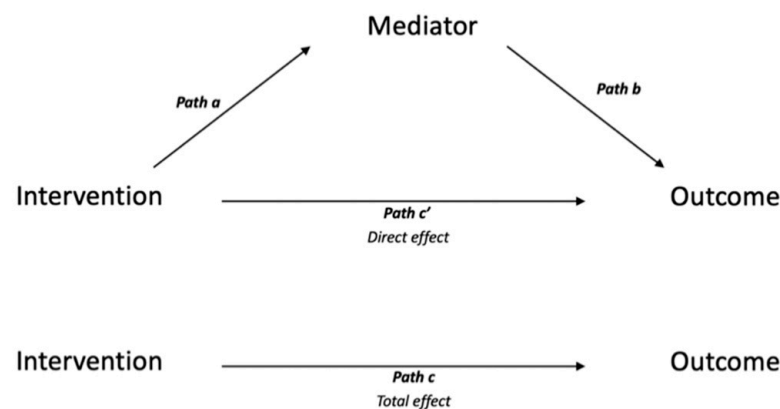 Mediator
Path a
Path b
Intervention
Outcome
Path c'
Direct effect
Intervention
Outcome
Path c
Total effect